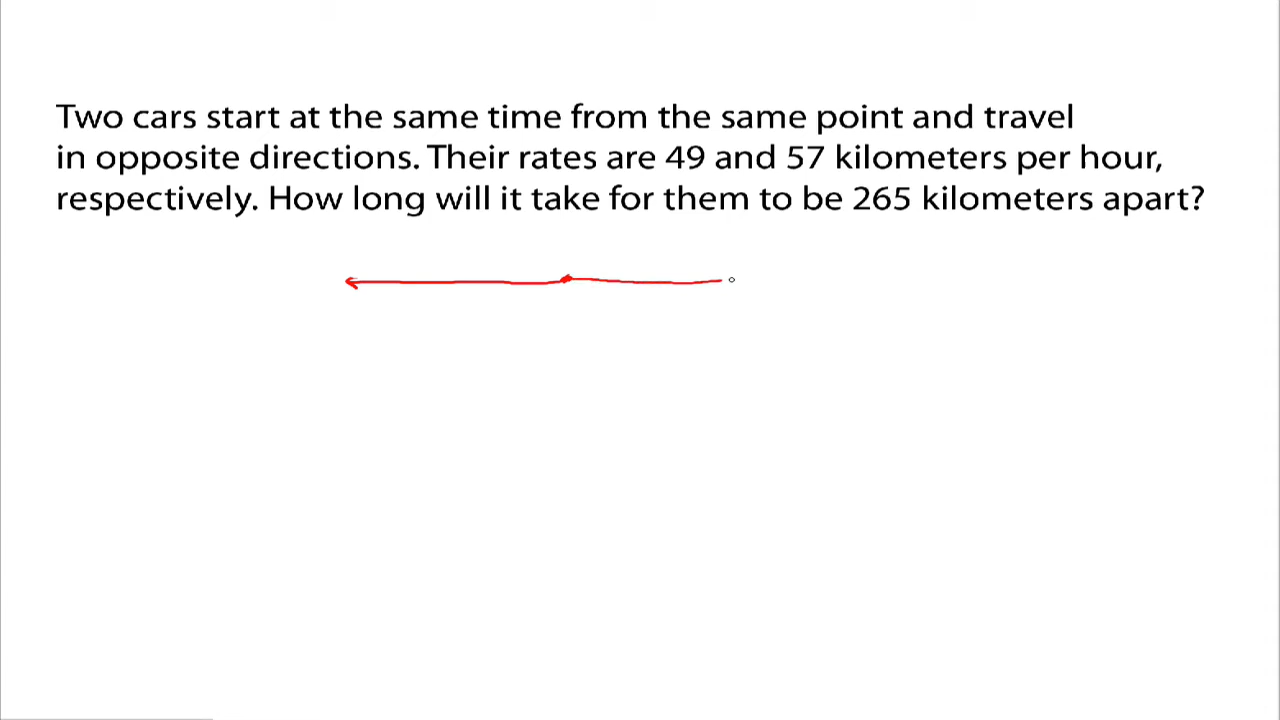 Two cars start at the same time from the same point and travel
in opposite directions. Their rates are 49 and 57 kilometers per hour,
respectively. How long will it take for them to be 265 kilometers apart?